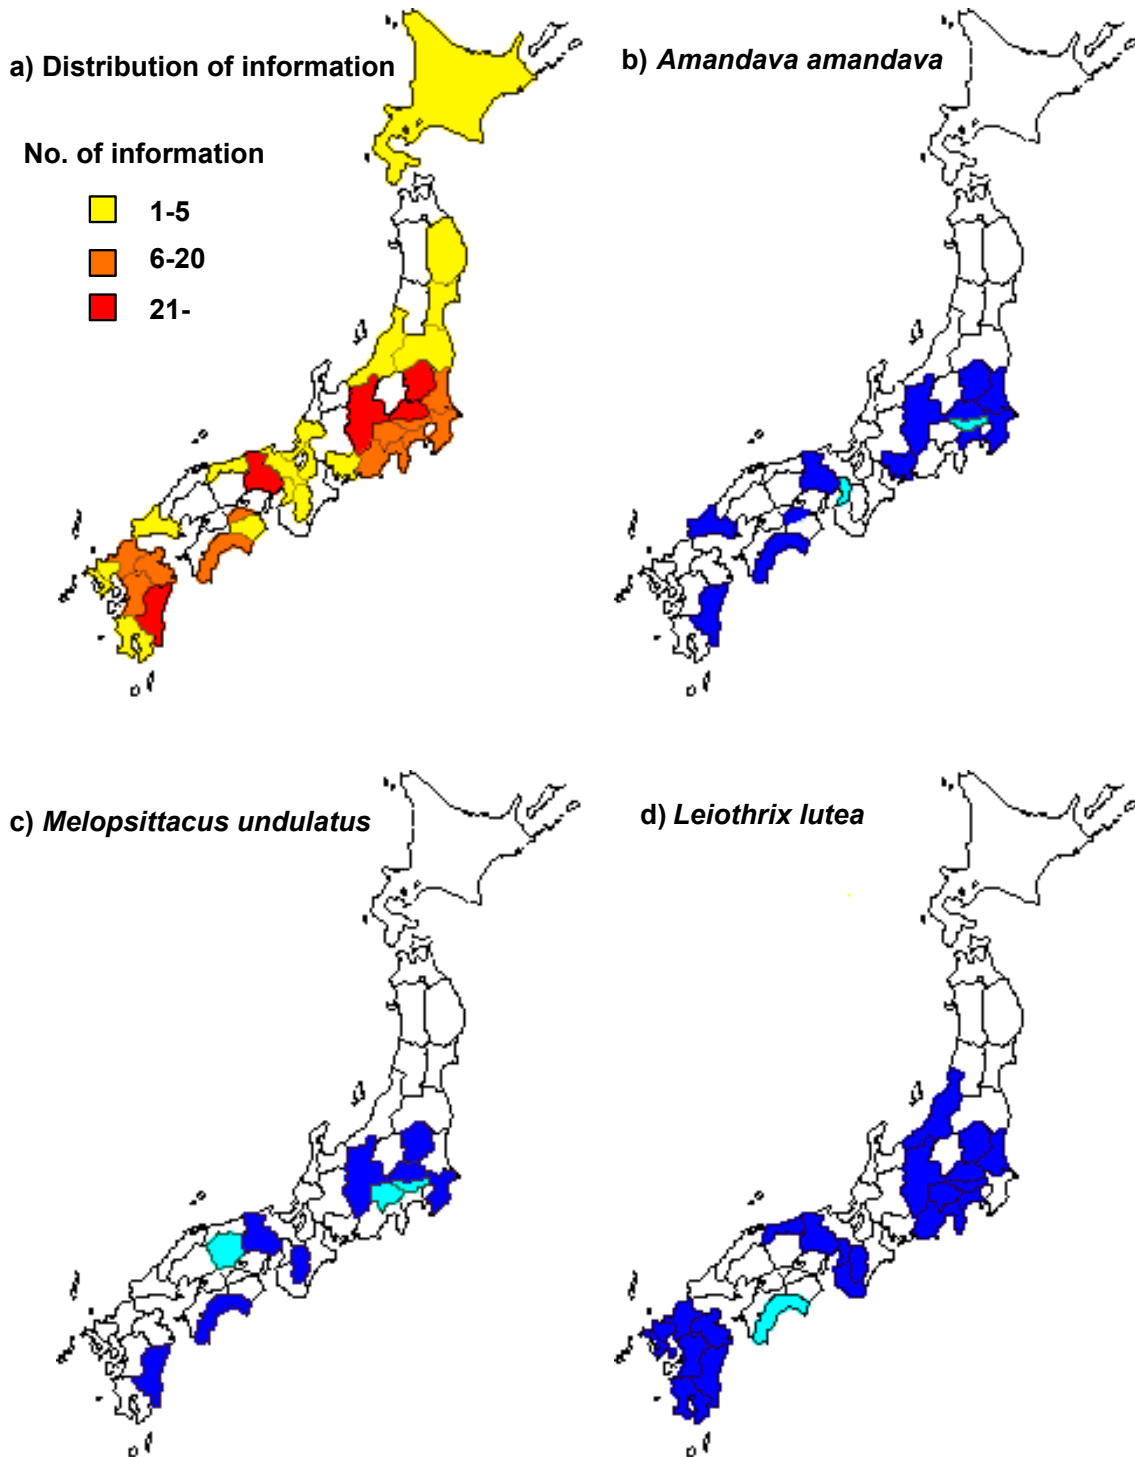 a) Distribution of information
b) Amandava amandava
No. of information
1-5
6-20
21-
c) Melopsittacus undulatus
d) Leiothrix lutea